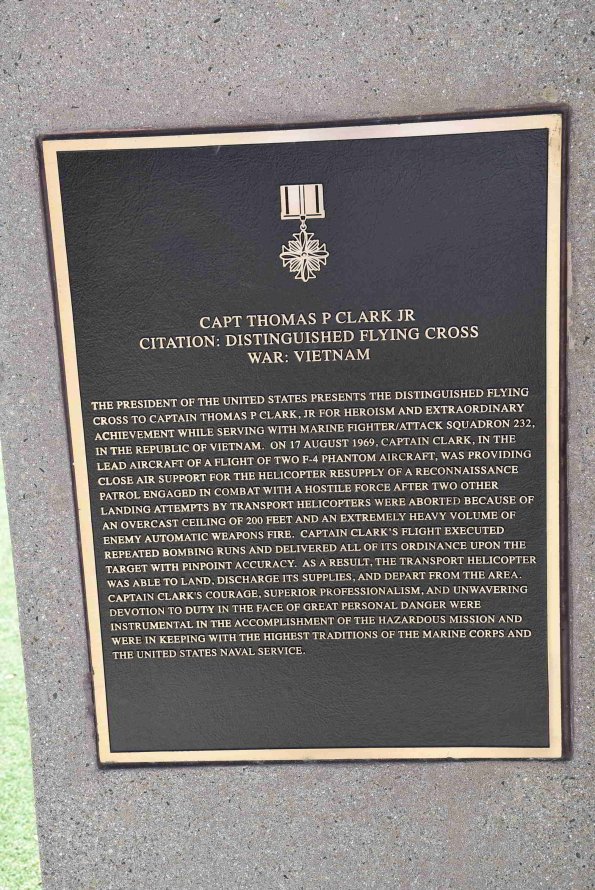 CAPT THOMAS P CLARK JR
CITATION: DISTINGUISHED FLYING CROSS
WAR: VIETNAM
THE PRESIDENT OF THE UNITED STATES PRESENTS THE DISTINGUISHED FLYING
CROSS TO CAPTAIN THOMAS P CLARK, JR FOR HEROISM AND EXTRAORDINARY
ACHIEVEMENT WHILE SERVING WITH MARINE FIGHTER/ATTACK SQUADRON 232,
IN THE REPUBLIC OF VIETNAM. ON 17 AUGUST 1969, CAPTAIN CLARK, IN THE
LEAD AIRCRAFT OF A FLIGHT OF TWO F-4 PHANTOM AIRCRAFT, WAS PROVIDING
CLOSE AIR SUPPORT FOR THE HELICOPTER RESUPPLY OF A RECONNAISSANCE
PATROL ENGAGED IN COMBAT WITH A HOSTILE FORCE AFTER TWO OTHER
LANDING ATTEMPTS BY TRANSPORT HELICOPTERS WERE ABORTED BECAUSE OF
AN OVERCAST CEILING OF 200 FEET AND AN EXTREMELY HEAVY VOLUME OF
ENEMY AUTOMATIC WEAPONS FIRE. CAPTAIN CLARK'S FLIGHT EXECUTED
REPEATED BOMBING RUNS AND DELIVERED ALL OF ITS ORDINANCE UPON THE
TARGET WITH PINPOINT ACCURACY. AS A RESULT, THE TRANSPORT HELICOPTER
WAS ABLE TO LAND, DISCHARGE ITS SUPPLIES, AND DEPART FROM THE AREA.
CAPTAIN CLARK'S COURAGE, SUPERIOR PROFESSIONALISM, AND UNWAVERING
DEVOTION TO DUTY IN THE FACE OF GREAT PERSONAL DANGER WERE
INSTRUMENTAL IN THE ACCOMPLISHMENT OF THE HAZARDOUS MISSION AND
WERE IN KEEPING WITH THE HIGHEST TRADITIONS OF THE MARINE CORPS AND
THE UNITED STATES NAVAL SERVICE.